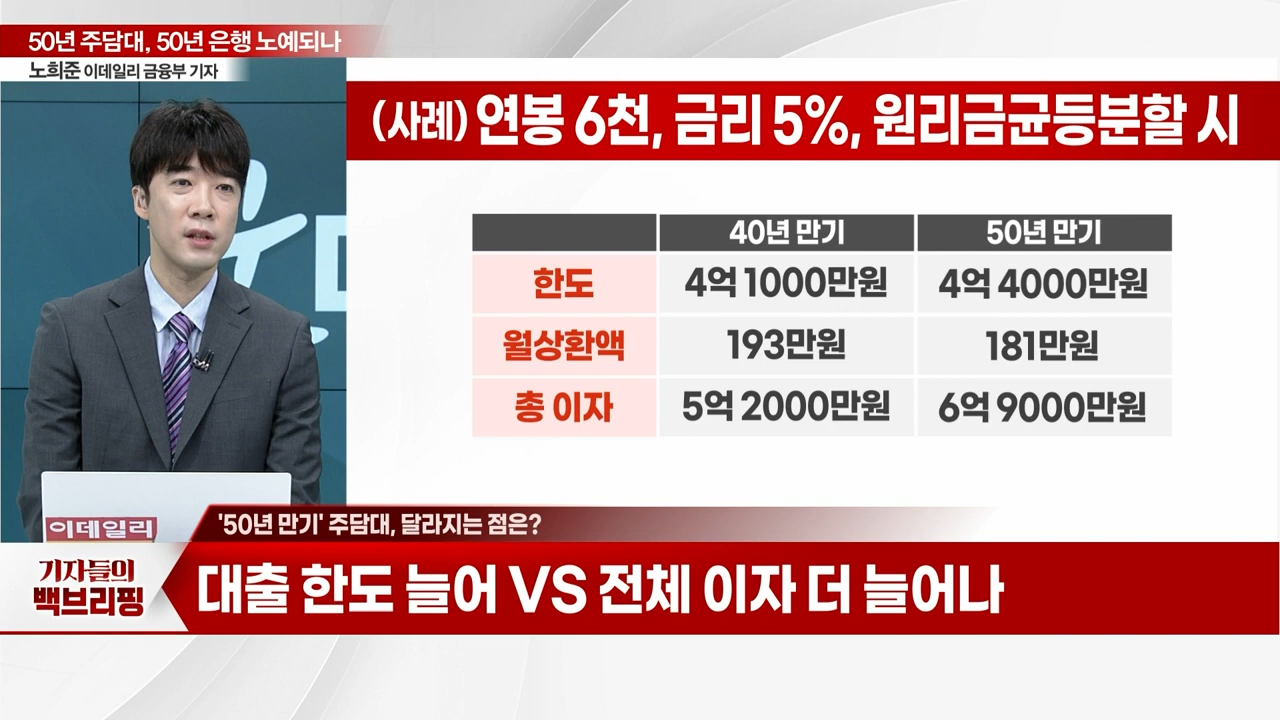 50년 주담대, 50년 은행 노예되나
노희준 이데일리 금융부 기자
(사례) 연봉 6천, 금리 5%, 원리금균등분할 시
40년 만기 50년 만기
한도 4억 1000만원 4억 4000만원
월상환액 193만원 181만원
총 이자 5억 2000만원 6억 9000만원
이데일리
'50년 만기' 주담대, 달라지는 점은?
기자들의
백브리핑
대출 한도 늘어 VS 전체 이자 더 늘어나